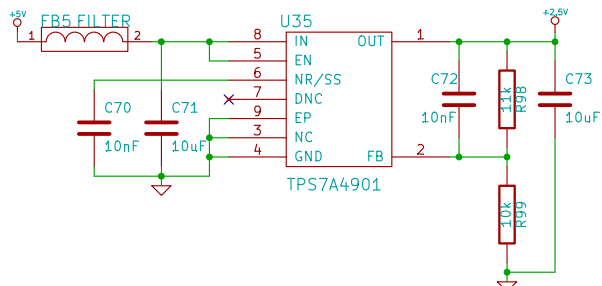 +5V
FB5 FILTER
1
2
U35
8 IN
5 EN
6 NR/SS
7 DNC
9 EP
3 NC
4 GND
OUT 1
FB 2
TPS7A4901
C70
10nF
C71
10uF
+2.5V
C72
10nF
11k
R98
C73
10uF
10k
R99